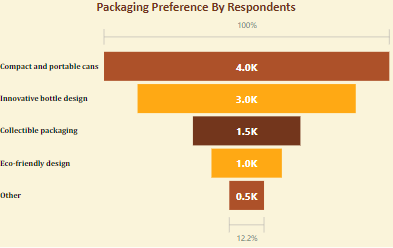 Packaging Preference By Respondents
100%
Compact and portable cans 4.0K
Innovative bottle design 3.0K
Collectible packaging 1.5K
Eco-friendly design 1.0K
Other 0.5K
12.2%